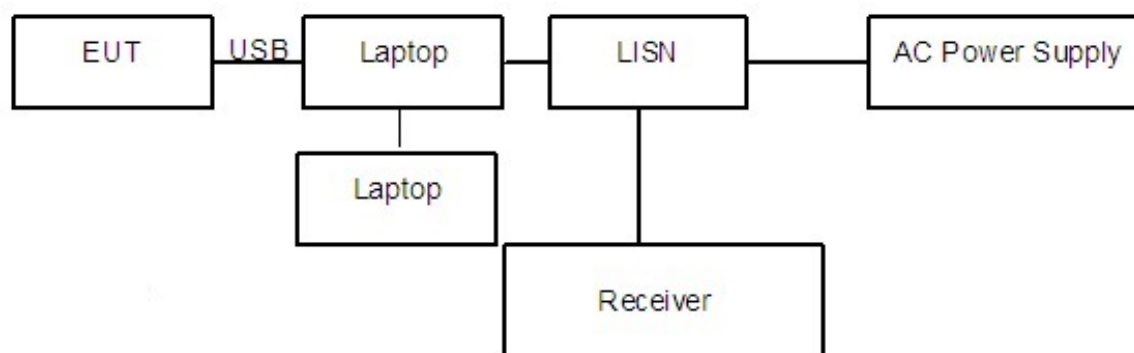 EUT
USB
Laptop
LISN
AC Power Supply
Laptop
Receiver